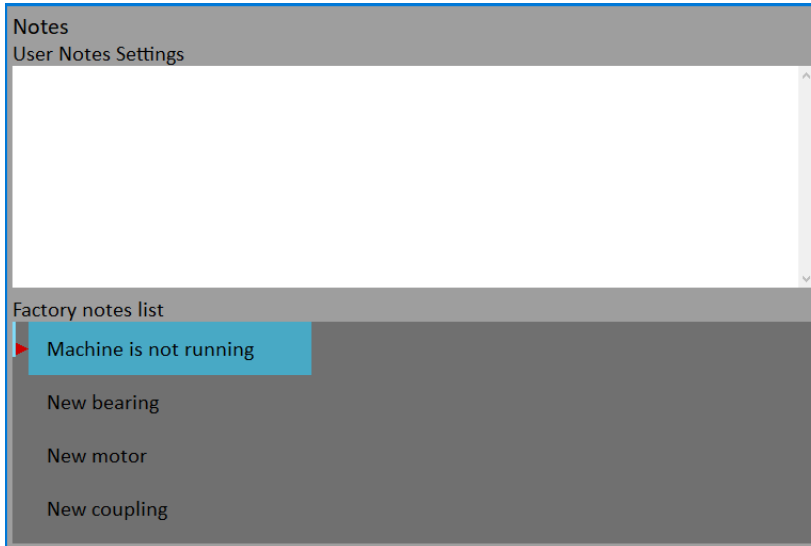 Notes
User Notes Settings
Factory notes list
Machine is not running
New bearing
New motor
New coupling